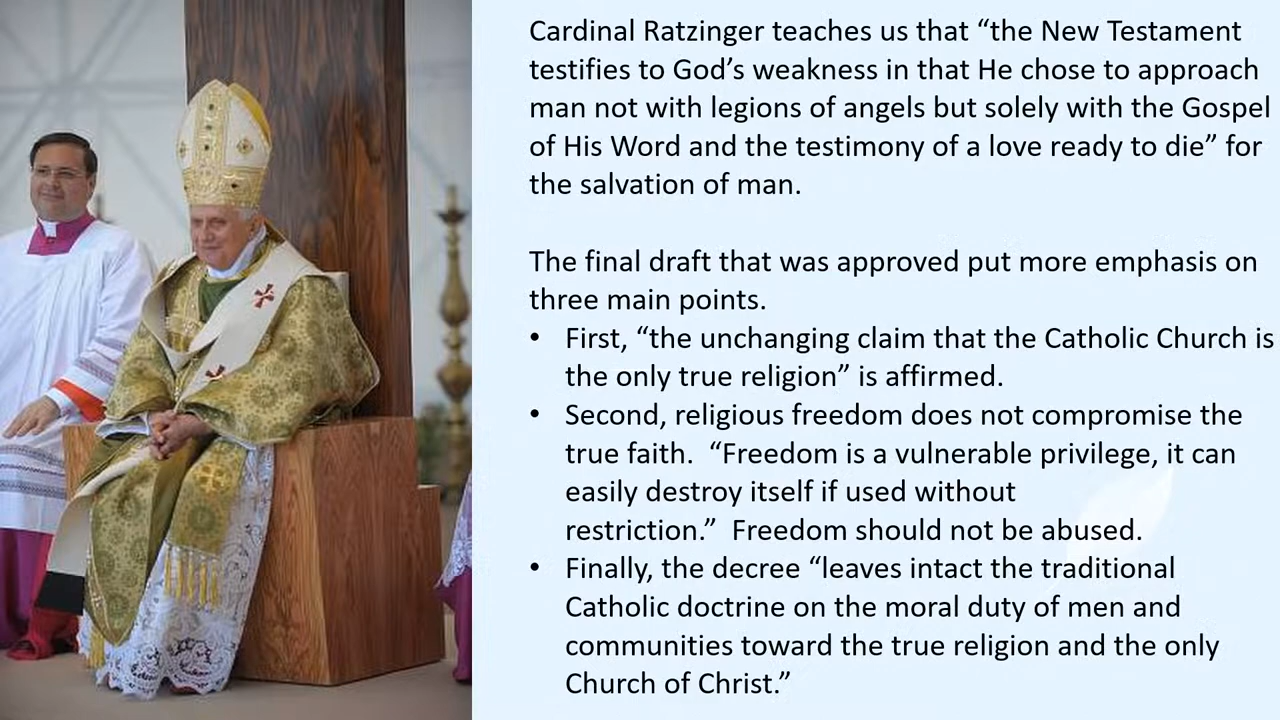 Cardinal Ratzinger teaches us that “the New Testament
testifies to God’s weakness in that He chose to approach
man not with legions of angels but solely with the Gospel
of His Word and the testimony of a love ready to die” for
the salvation of man.
The final draft that was approved put more emphasis on
three main points.
• First, “the unchanging claim that the Catholic Church is
the only true religion” is affirmed.
• Second, religious freedom does not compromise the
true faith.  “Freedom is a vulnerable privilege, it can
easily destroy itself if used without
restriction.”  Freedom should not be abused.
• Finally, the decree “leaves intact the traditional
Catholic doctrine on the moral duty of men and
communities toward the true religion and the only
Church of Christ.”